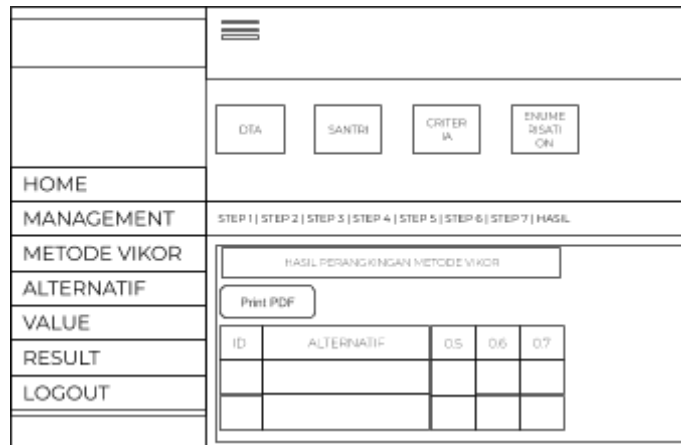 DTA
SANTRI
CRITER
IA
ENUME
RISATI
ON
HOME
MANAGEMENT
METODE VIKOR
ALTERNATIF
VALUE
RESULT
LOGOUT
STEP 1 | STEP 2 | STEP 3 | STEP 4 | STEP 5 | STEP 6 | STEP 7 | HASIL
HASIL PERANGKINGAN METODE VIKOR
Print PDF
ID ALTERNATIF 0.5 0.6 0.7